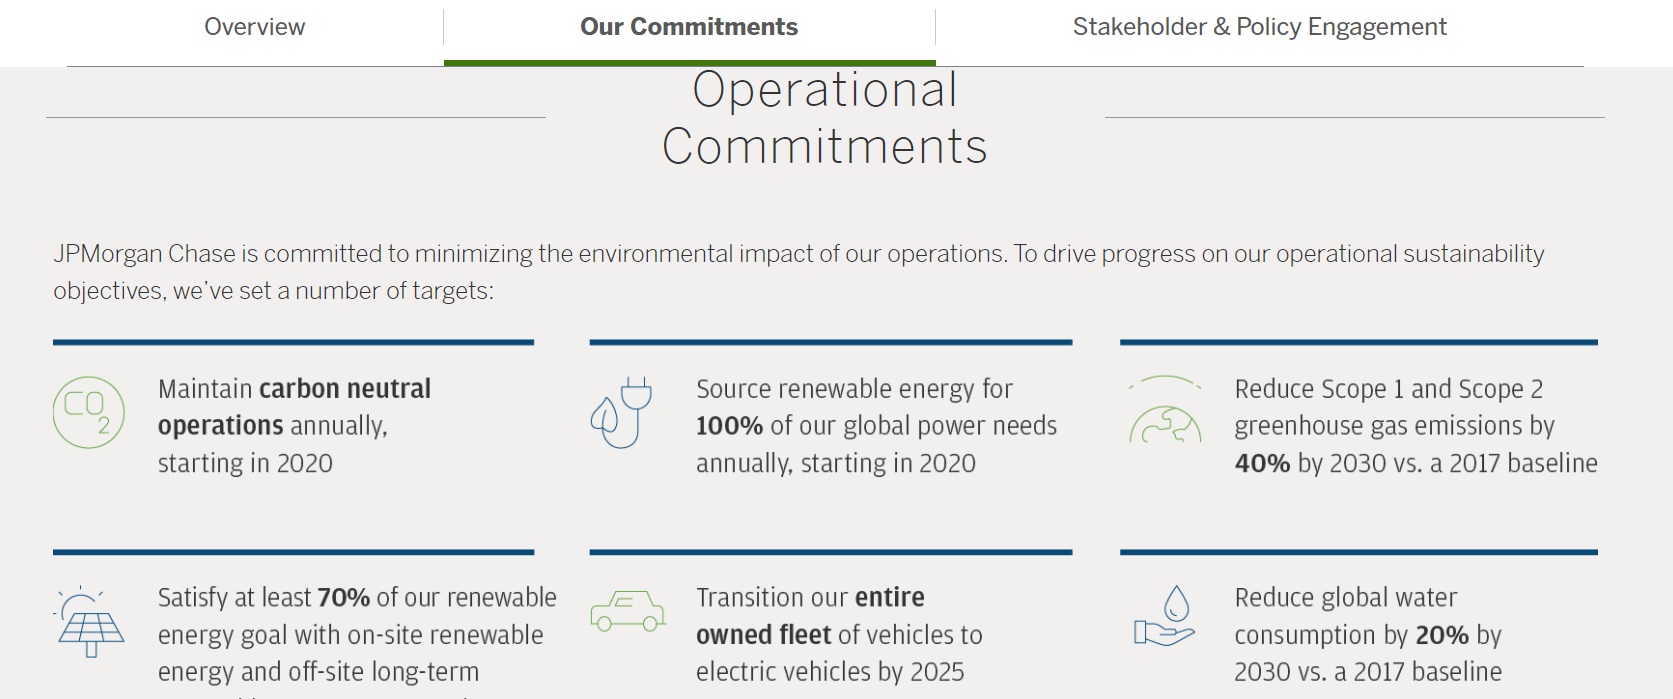 Overview
Our Commitments
Stakeholder & Policy Engagement
Operational
Commitments
JPMorgan Chase is committed to minimizing the environmental impact of our operations. To drive progress on our operational sustainability
objectives, we've set a number of targets:
CO
2
Maintain carbon neutral
operations annually,
starting in 2020
Source renewable energy for
100% of our global power needs
annually, starting in 2020
Reduce Scope 1 and Scope 2
greenhouse gas emissions by
40% by 2030 vs. a 2017 baseline
Satisfy at least 70% of our renewable
energy goal with on-site renewable
energy and off-site long-term
Transition our entire
owned fleet of vehicles to
electric vehicles by 2025
Reduce global water
consumption by 20% by
2030 vs. a 2017 baseline